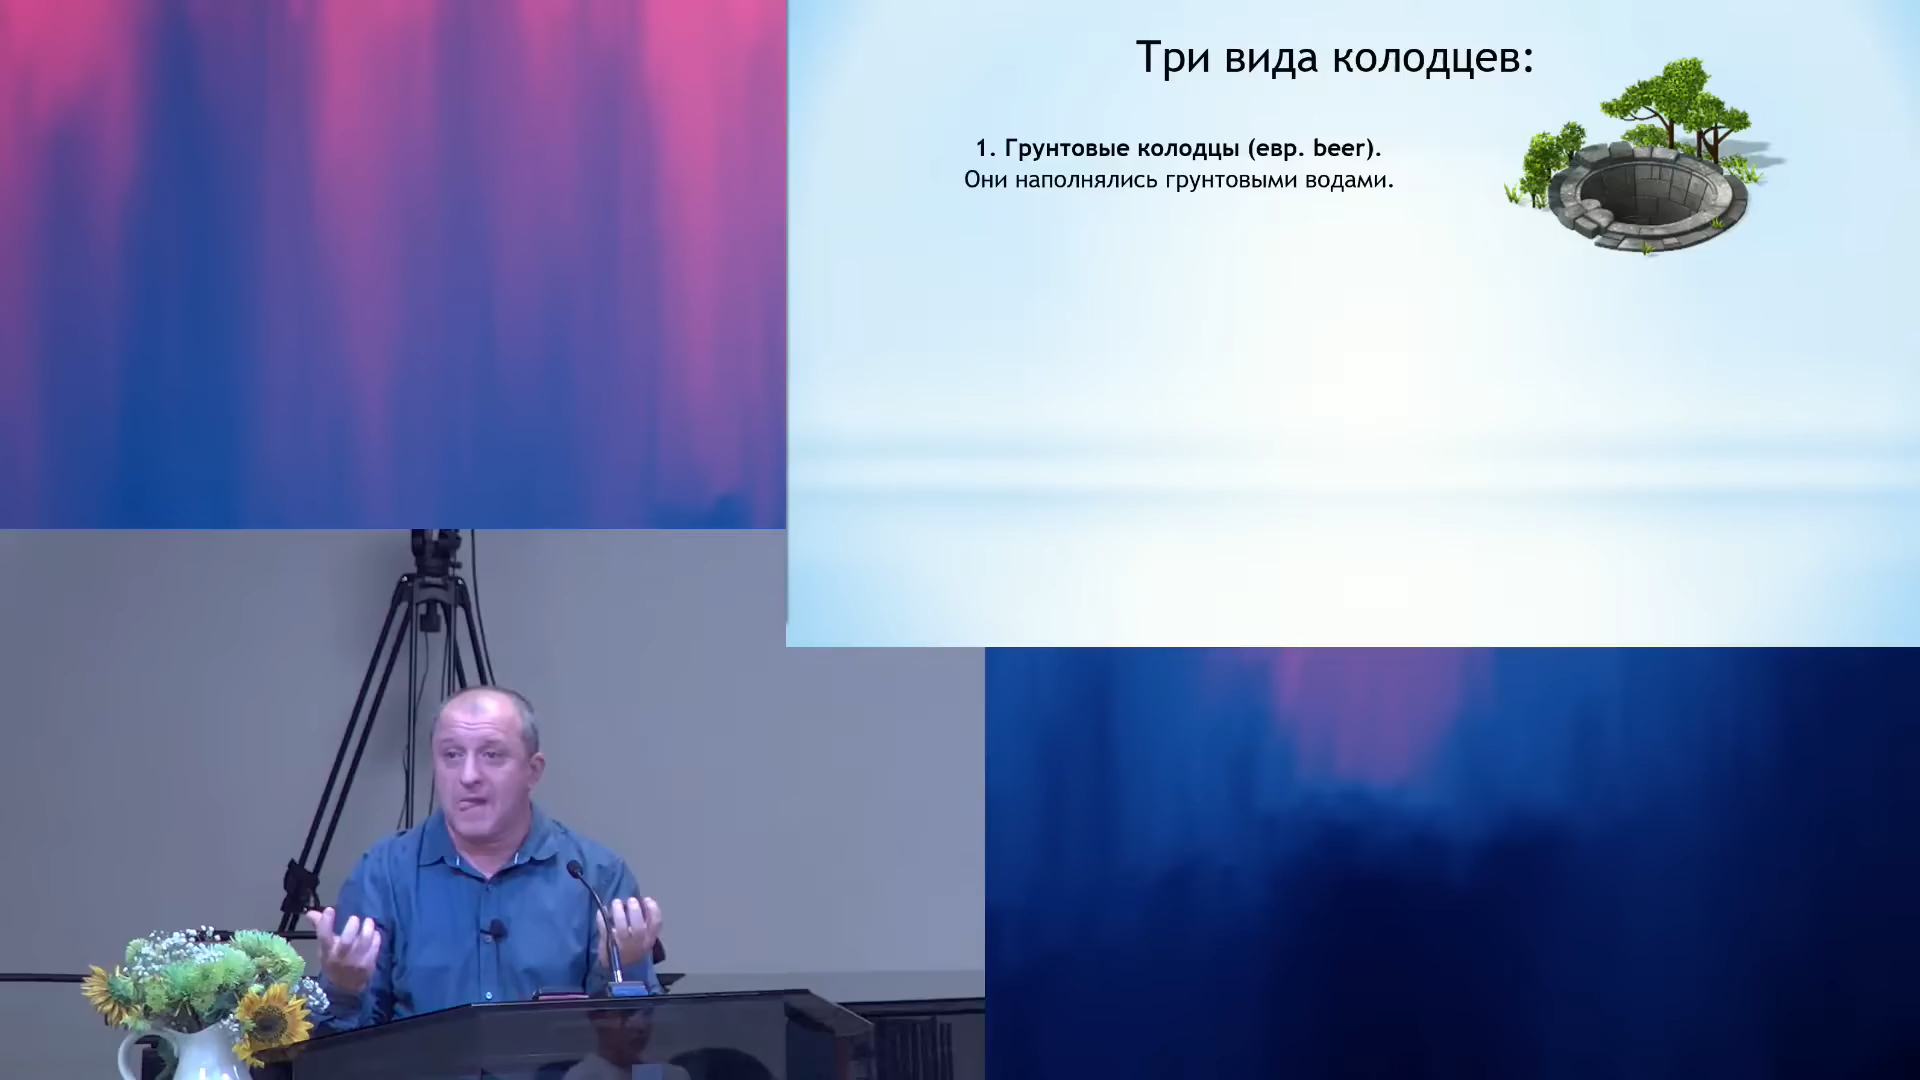 Три вида колодцев:
1. Грунтовые колодцы (евр. beer).
Они наполнялись грунтовыми водами.